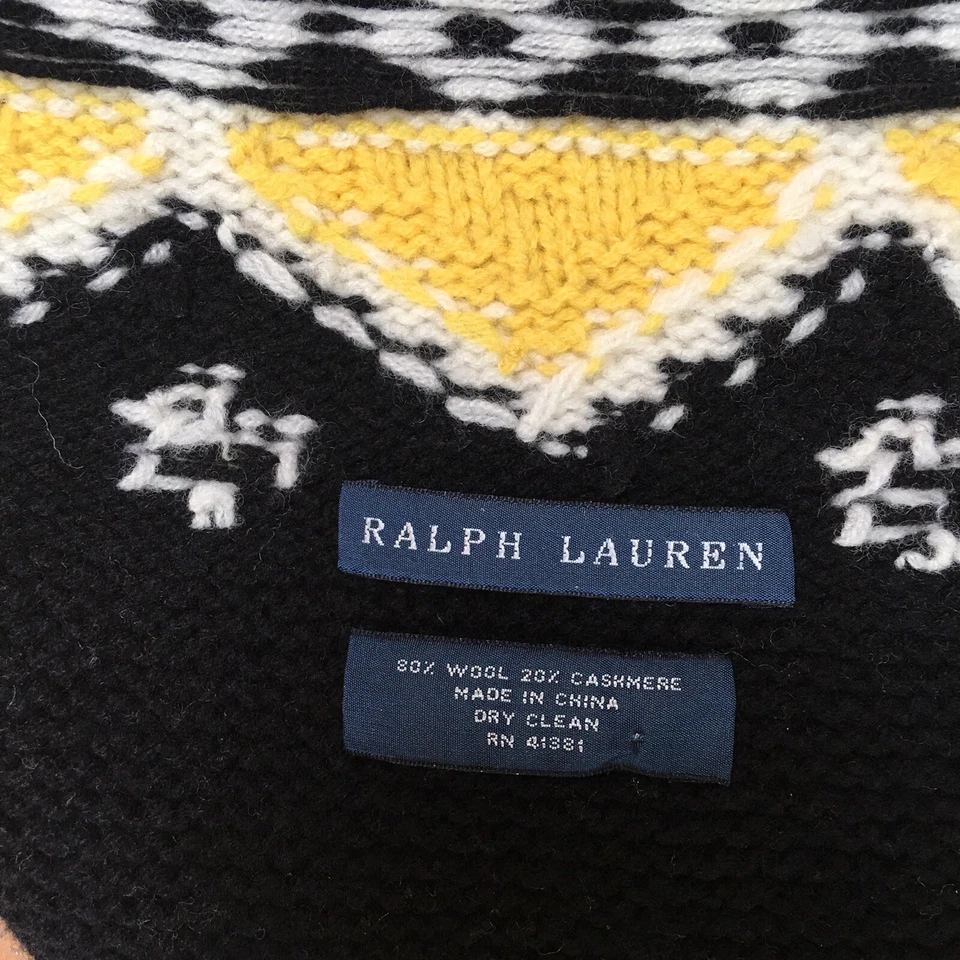 RALPH LAUREN
80% WOOL 20% CASHMERE
MADE IN CHINA
DRY CLEAN
RN 41381